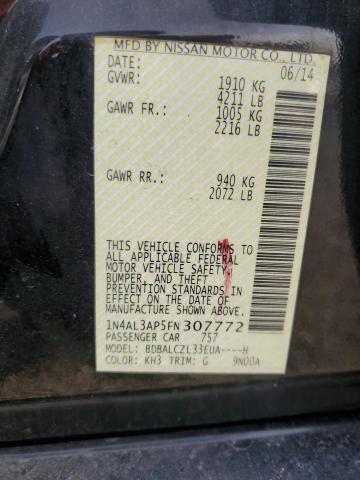 MFD BY NISSAN MOTOR CO., LTD.
DATE: 06/14
GVWR: 1910 KG
4211 LB
GAWR FR.: 1005 KG
2216 LB
GAWR RR.: 940 KG
2072 LB
THIS VEHICLE CONFORMS TO
ALL APPLICABLE FEDERAL
MOTOR VEHICLE SAFETY,
BUMPER, AND THEFT
PREVENTION STANDARDS IN
EFFECT ON THE DATE OF
MANUFACTURE SHOWN ABOVE.
1N4AL3AP5FN307772
PASSENGER CAR 757
MODEL: BDBALCZL33EUA----H
COLOR: KH3 TRIM: G 9N00A